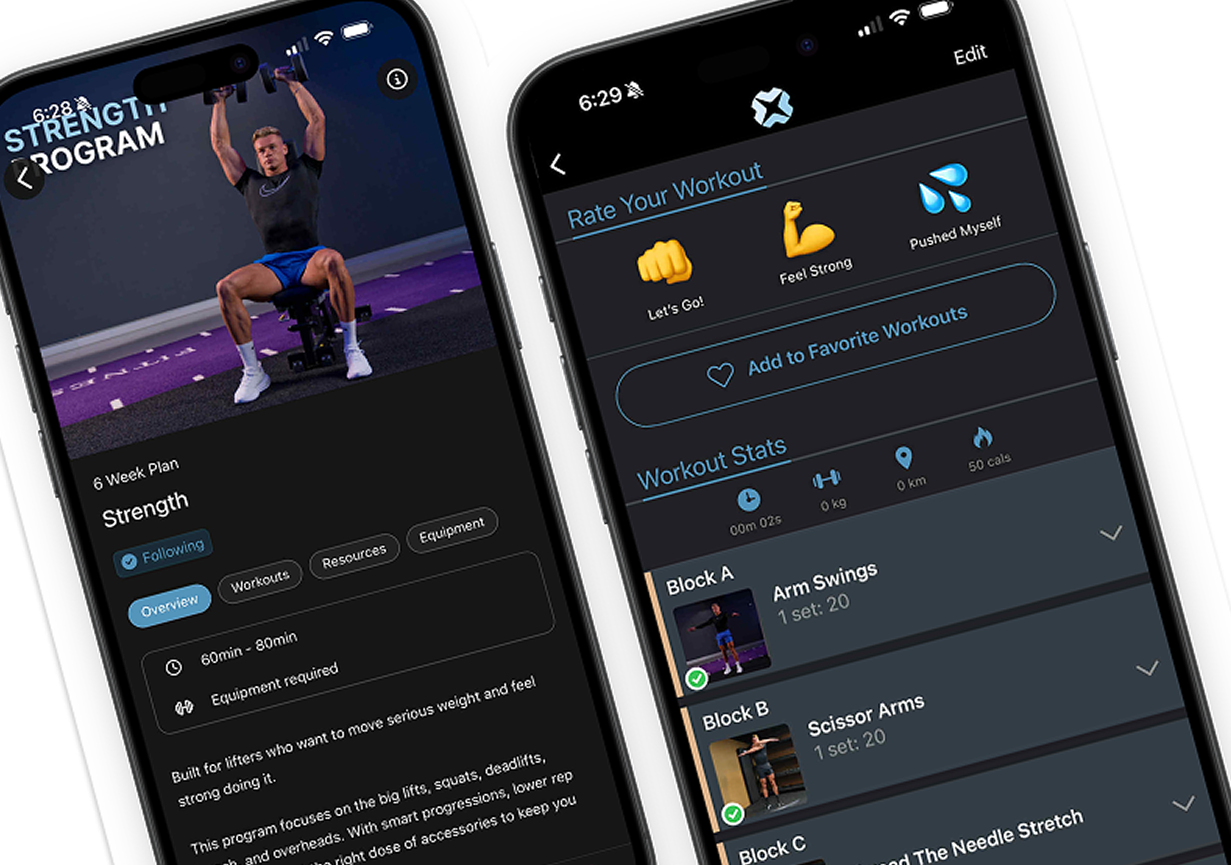 6:28
STRENGTH
PROGRAM
6 Week Plan
Strength
Following
Overview
Workouts
Resources
Equipment
60min - 80min
Equipment required
Built for lifters who want to move serious weight and feel
strong doing it.
This program focuses on the big lifts, squats, deadlifts,
and overheads. With smart progressions, lower rep
right dose of accessories to keep you
FITNES
6:29
Edit
Rate Your Workout
Let's Go!
Feel Strong
Pushed Myself
Add to Favorite Workouts
Workout Stats
00m 02s
0 kg
0 km
50 cals
Block A
Arm Swings
1 set: 20
Block B
Scissor Arms
1 set: 20
Block C
The Needle Stretch